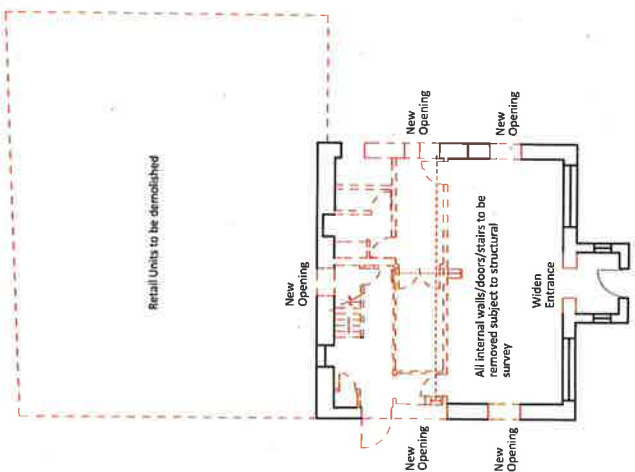 Retail Units to be demolished
New
Opening
New
Opening
New
Opening
New
Opening
All internal walls/doors/stairs to be
removed subject to structural
survey
Widen
Entrance
New
Opening